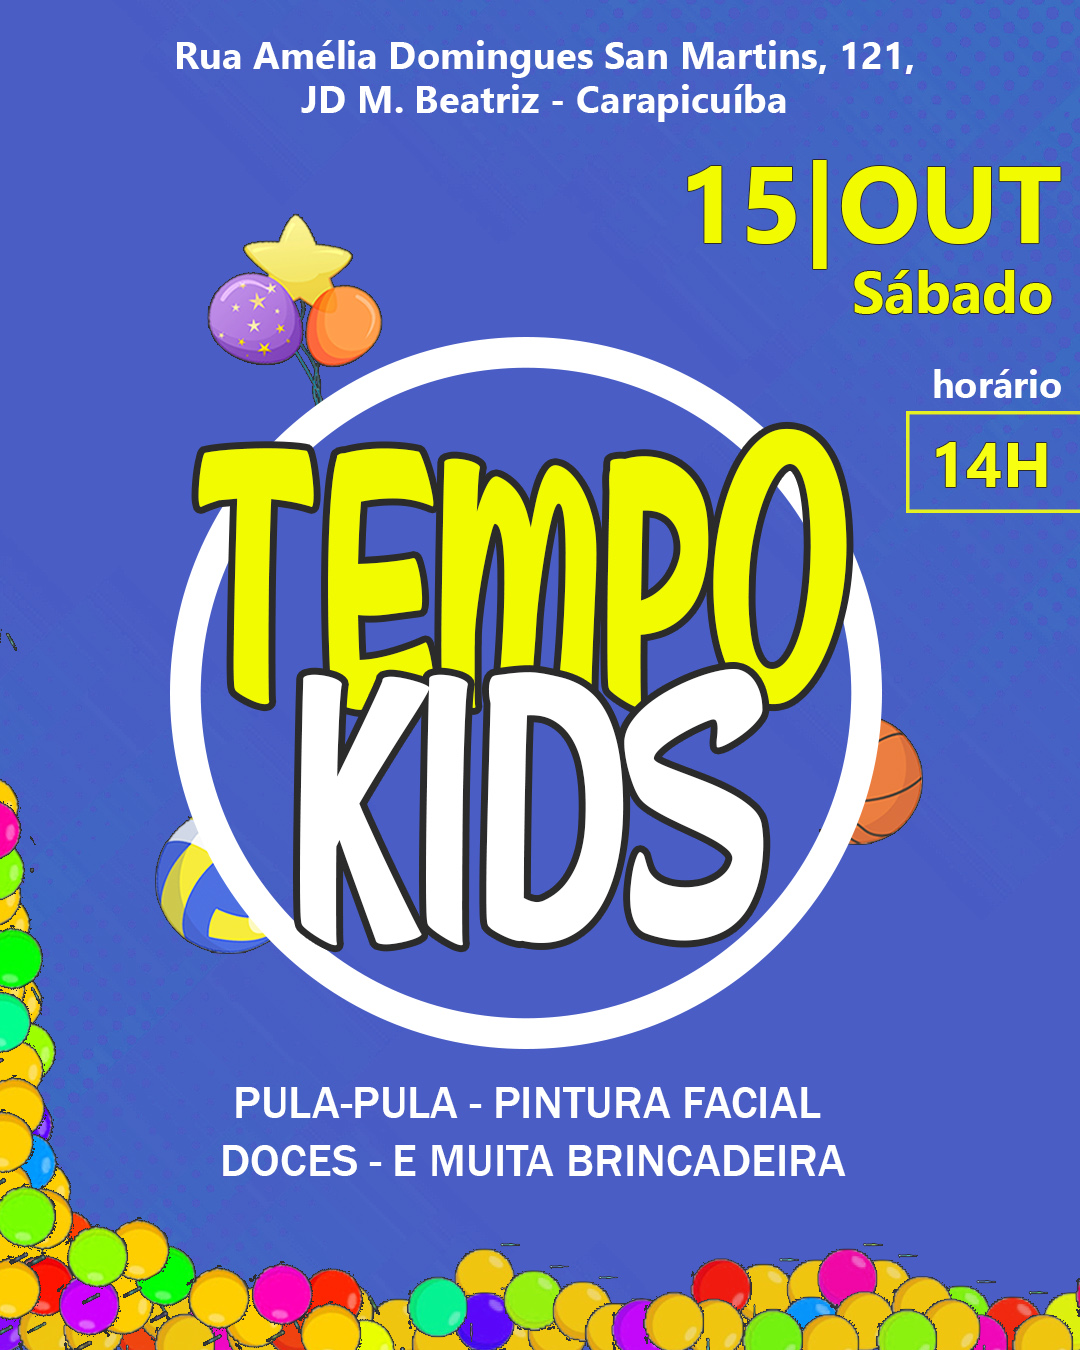 Rua Amélia Domingues San Martins, 121,
JD M. Beatriz - Carapicuíba
15|OUT
Sábado
horário
14H
TEMPO
KIDS
PULA-PULA - PINTURA FACIAL
DOCES - E MUITA BRINCADEIRA